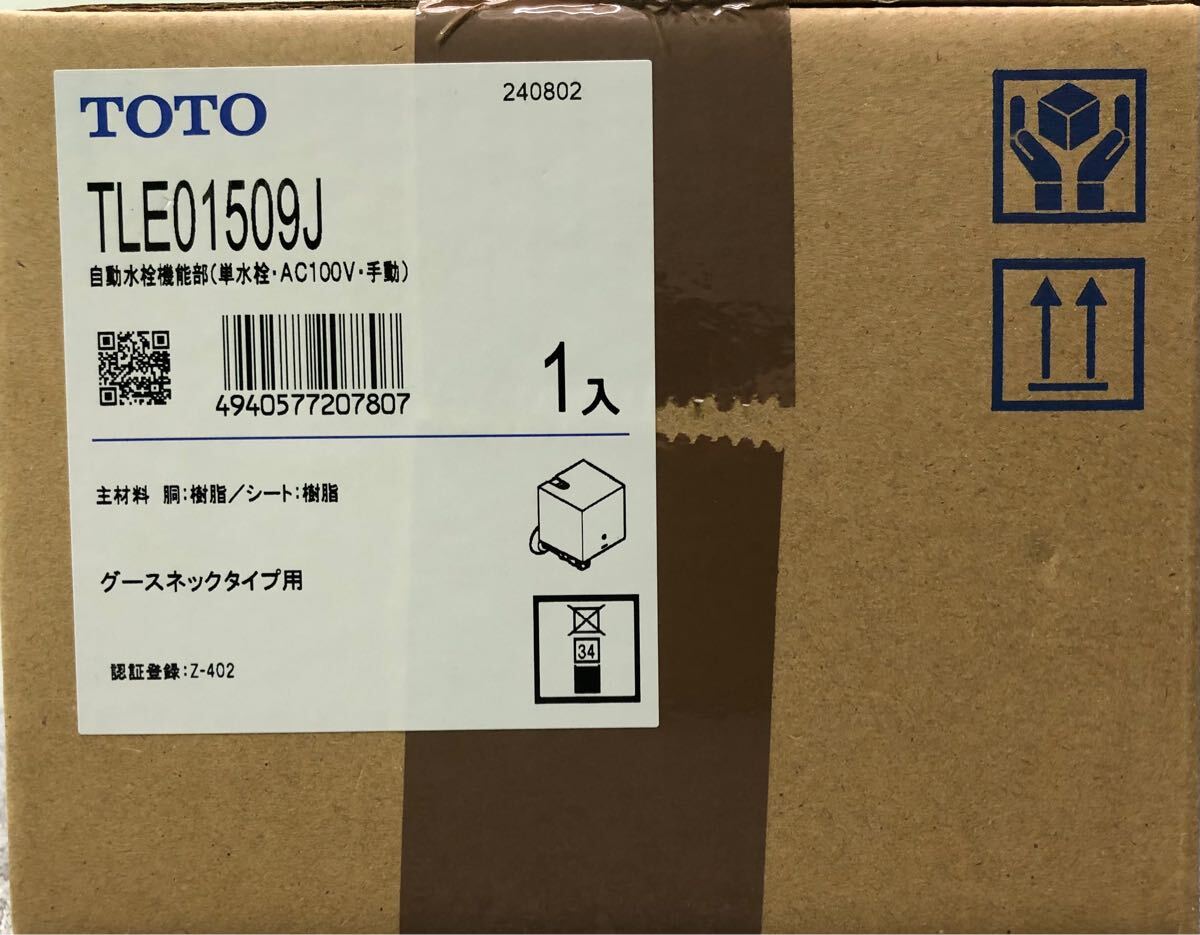 TOTO
240802
TLE01509J
自動水栓機能部(単水栓・AC100V・手動)
4940577207807
1入
主材料 胴:樹脂/シート:樹脂
グースネックタイプ用
34
認証登録:Z-402